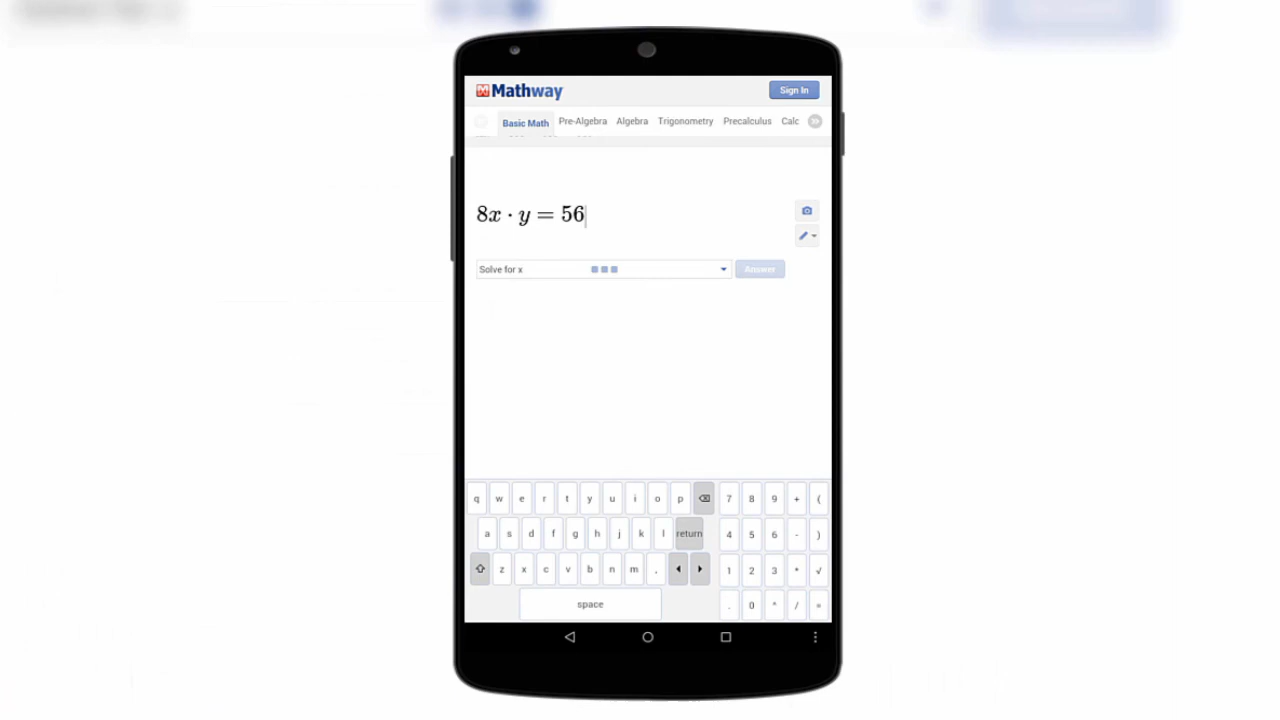 Mathway
Sign In
Basic Math Pre-Algebra Algebra Trigonometry Precalculus Calc
8x · y = 56
Solve for x
Answer
q w e r t y u i o p 7 8 9 + (
a s d f g h j k l return 4 5 6 - )
z x c v b n m . 1 2 3 * √
space . 0 ^ / =